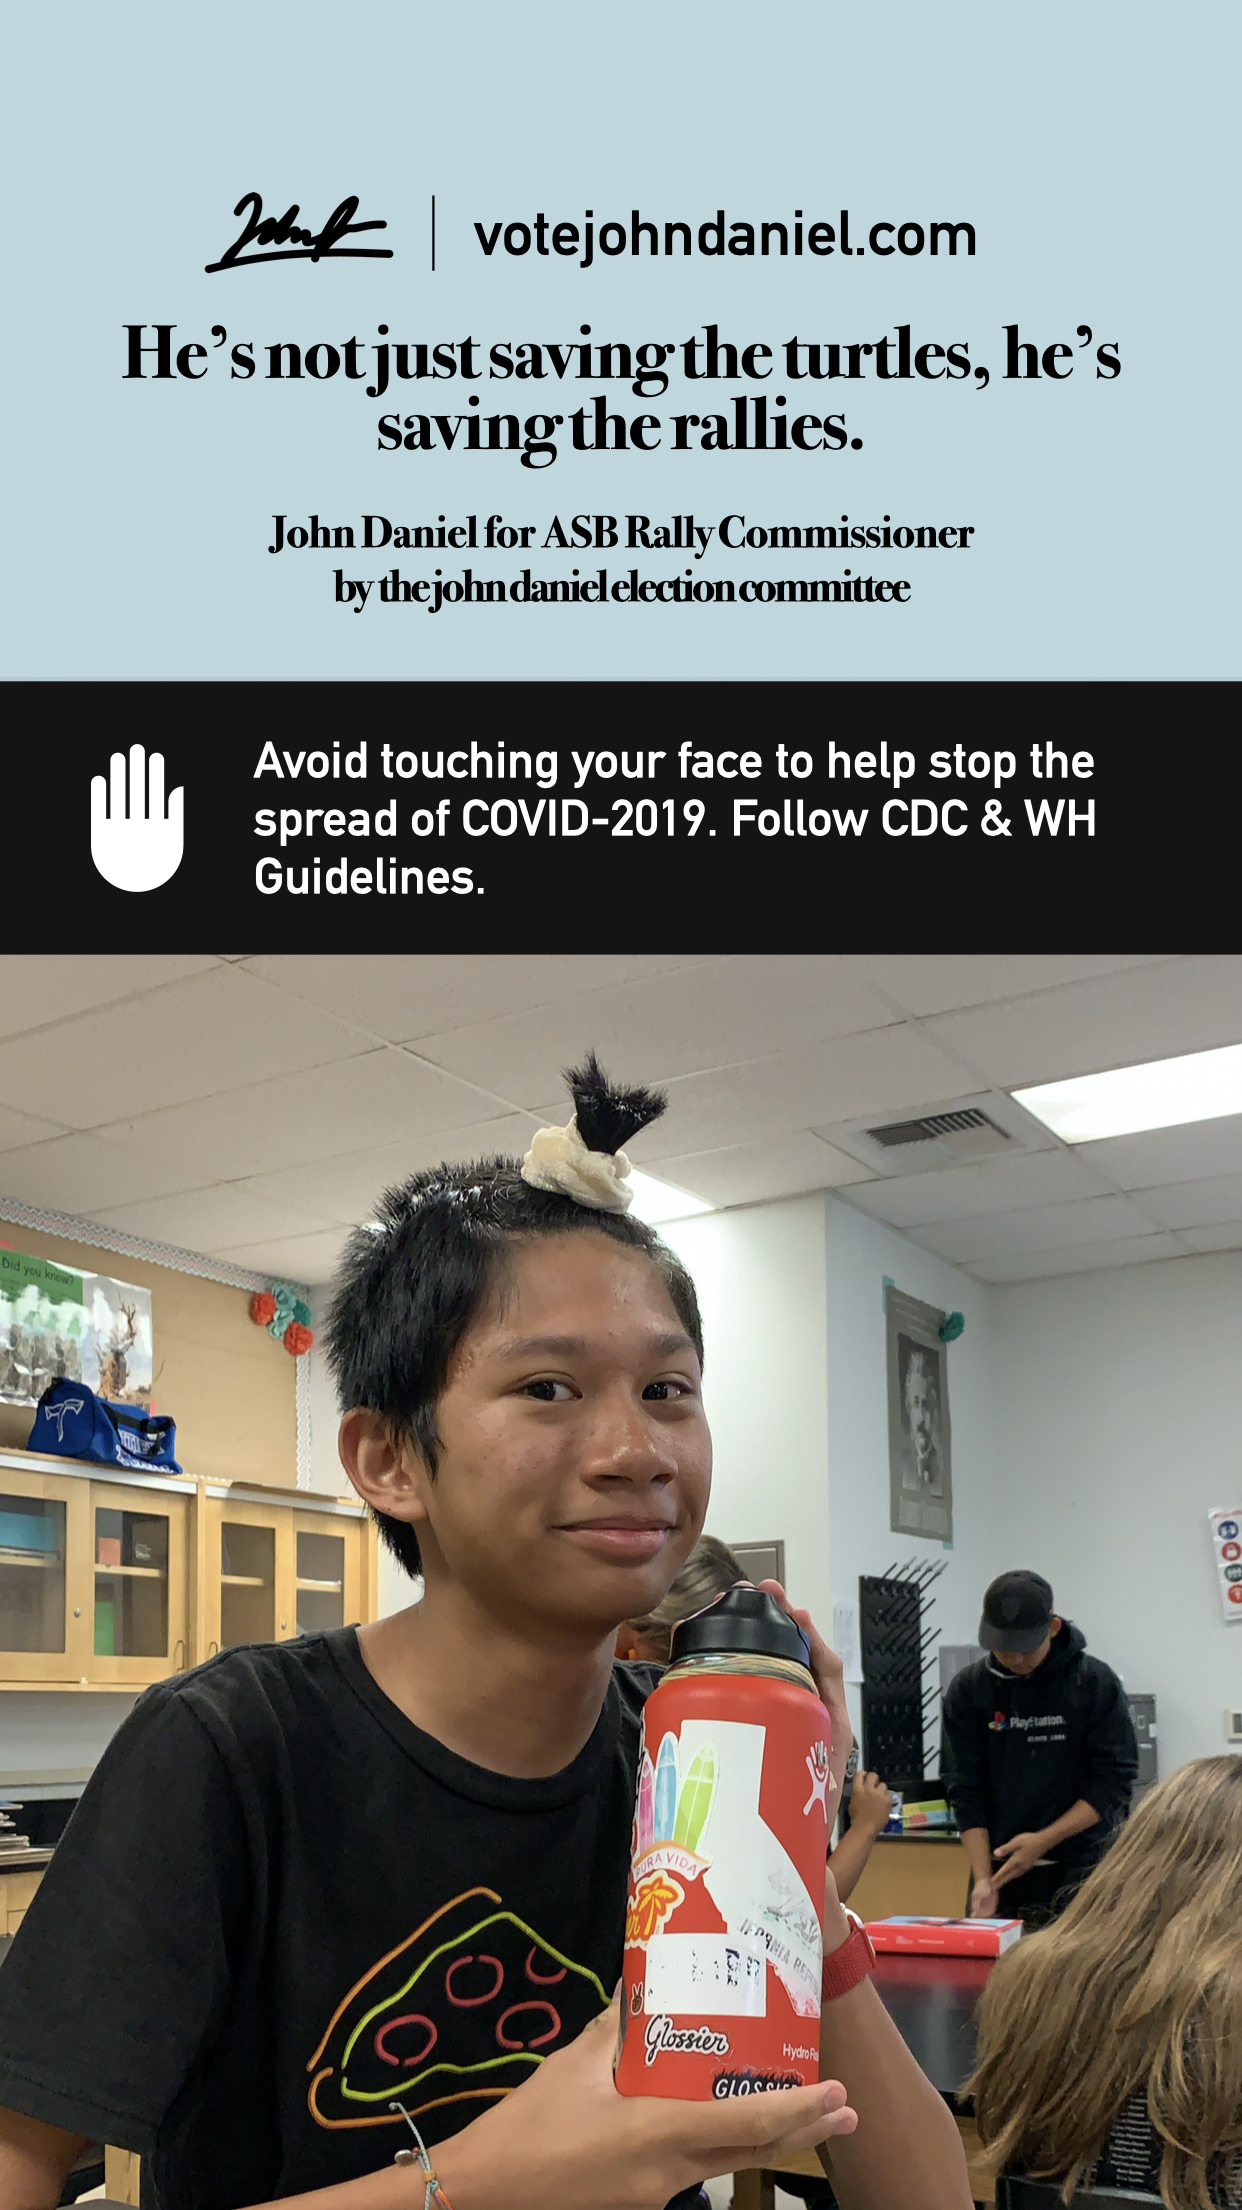 votejohndaniel.com
He’s not just saving the turtles, he’s
saving the rallies.
John Daniel for ASB Rally Commissioner
by the john daniel election committee
Avoid touching your face to help stop the
spread of COVID-2019. Follow CDC & WH
Guidelines.
Did you know?
PlayStation
PURA VIDA
Glossier
Hydro